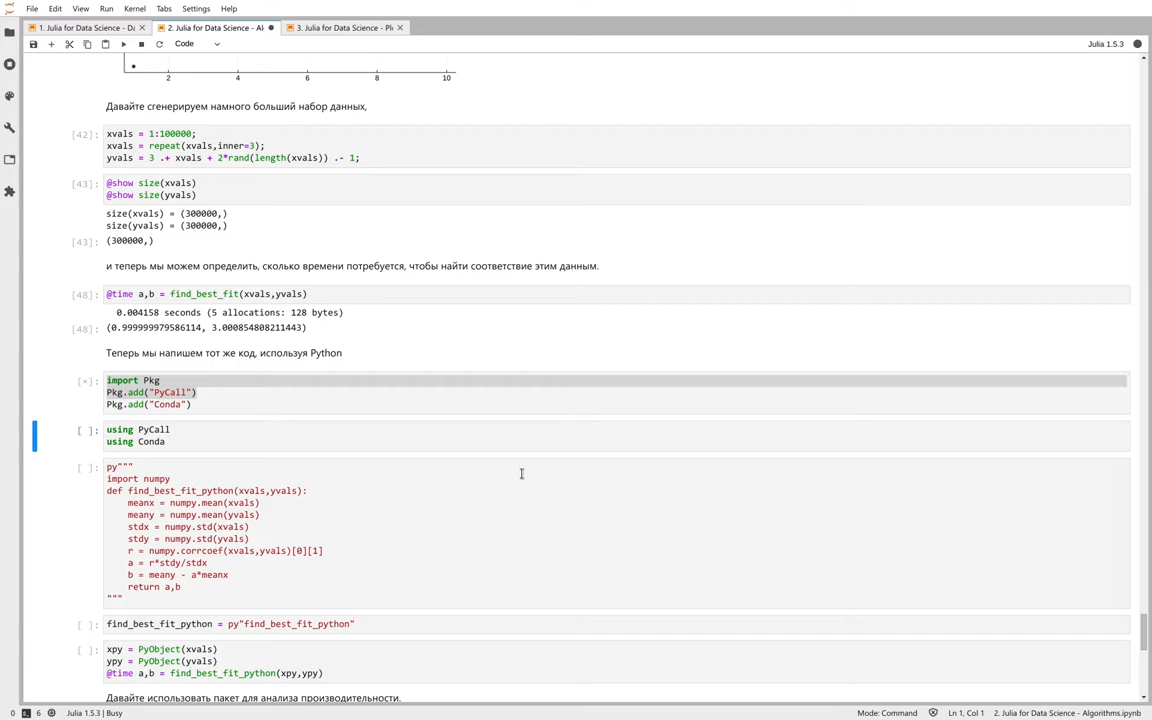 File Edit View Run Kernel Tabs Settings Help
1. Julia for Data Science - Da
2. Julia for Data Science - Al
3. Julia for Data Science - Plo
Code
Julia 1.5.3
2 4 6 8 10
Давайте сгенерируем намного больший набор данных,
[42]:
xvals = 1:100000;
xvals = repeat(xvals,inner=3);
yvals = 3 .+ xvals + 2*rand(length(xvals)) .- 1;
[43]:
@show size(xvals)
@show size(yvals)
size(xvals) = (300000,)
size(yvals) = (300000,)
[43]: (300000,)
и теперь мы можем определить, сколько времени потребуется, чтобы найти соответствие этим данным.
[48]: @time a,b = find_best_fit(xvals,yvals)
0.004158 seconds (5 allocations: 128 bytes)
[48]: (0.999999979586114, 3.000854808211443)
Теперь мы напишем тот же код, используя Python
[*]: import Pkg
Pkg.add("PyCall")
Pkg.add("Conda")
[ ]: using PyCall
using Conda
[ ]: py"""
import numpy
def find_best_fit_python(xvals,yvals):
meanx = numpy.mean(xvals)
meany = numpy.mean(yvals)
stdx = numpy.std(xvals)
stdy = numpy.std(yvals)
r = numpy.corrcoef(xvals,yvals)[0][1]
a = r*stdy/stdx
b = meany - a*meanx
return a,b
"""
[ ]: find_best_fit_python = py"find_best_fit_python"
[ ]: xpy = PyObject(xvals)
ypy = PyObject(yvals)
@time a,b = find_best_fit_python(xpy,ypy)
Давайте использовать пакет для анализа производительности.
0 6 Julia 1.5.3 | Busy
Mode: Command Ln 1, Col 1 2. Julia for Data Science - Algorithms.ipynb